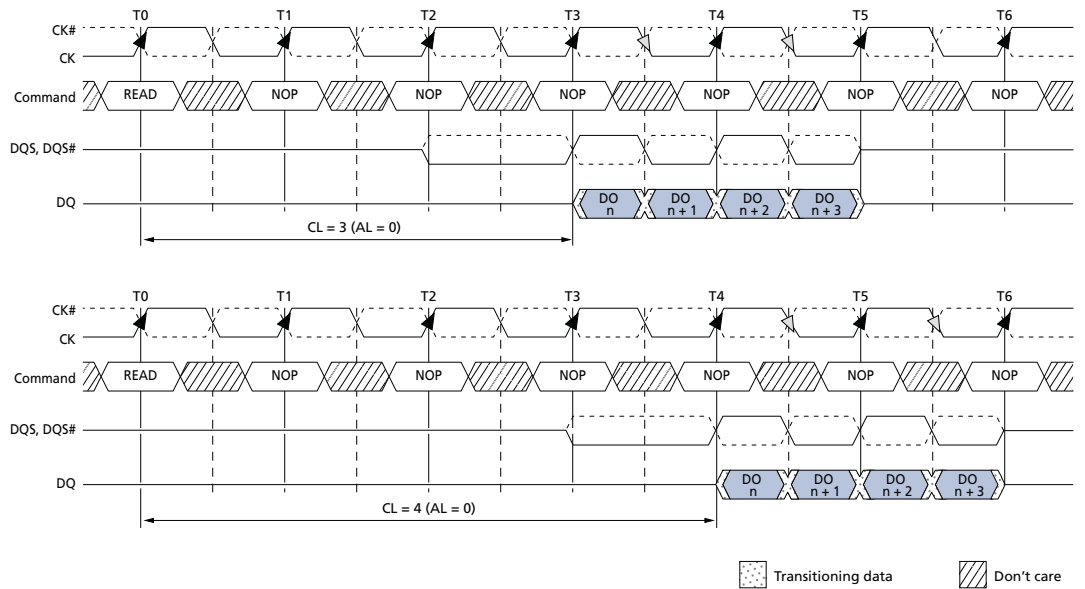 T0 T1 T2 T3 T4 T5 T6
CK#
CK
Command READ NOP NOP NOP NOP NOP NOP
DQS, DQS#
DQ DO n DO n + 1 DO n + 2 DO n + 3
CL = 3 (AL = 0)
T0 T1 T2 T3 T4 T5 T6
CK#
CK
Command READ NOP NOP NOP NOP NOP NOP
DQS, DQS#
DQ DO n DO n + 1 DO n + 2 DO n + 3
CL = 4 (AL = 0)
Transitioning data Don't care